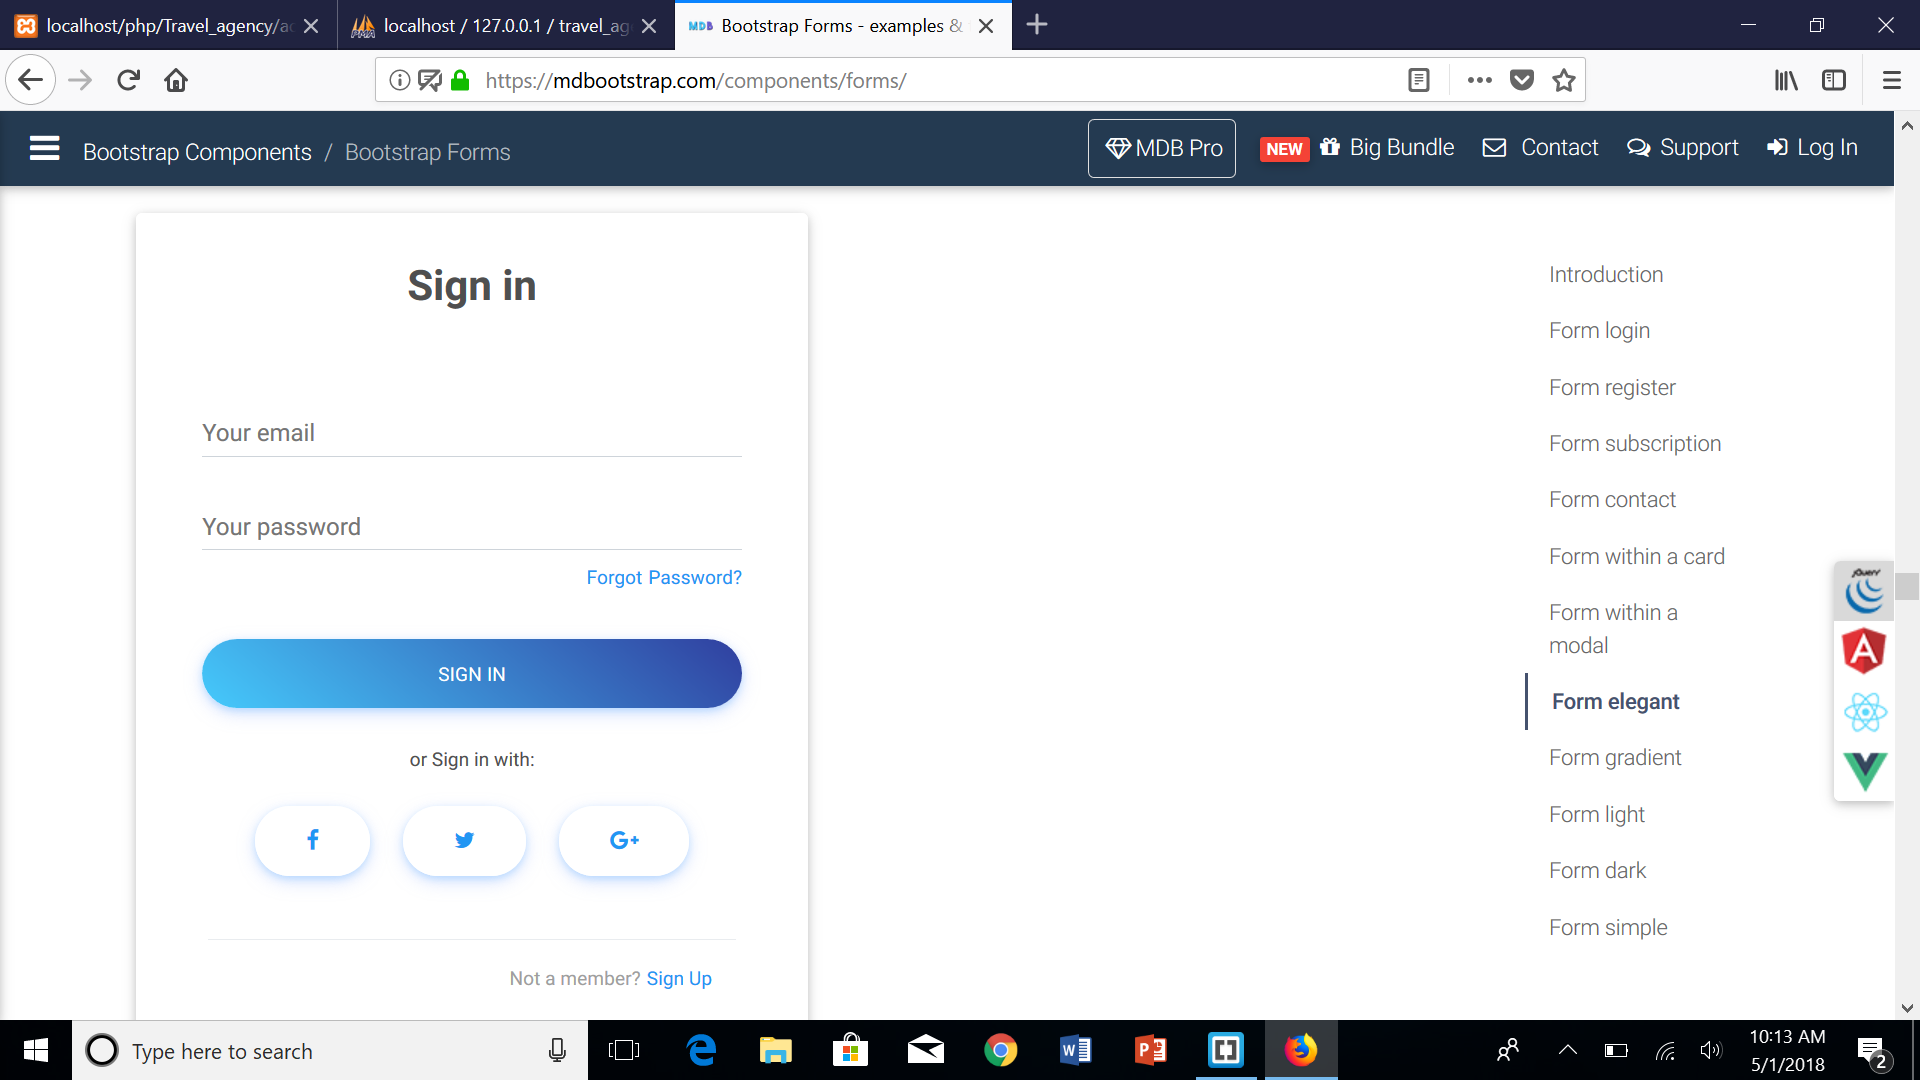 localhost/php/Travel_agency/ac
localhost / 127.0.0.1 / travel_ag
MDB Bootstrap Forms - examples &
https://mdbootstrap.com/components/forms/
Bootstrap Components / Bootstrap Forms
MDB Pro
NEW Big Bundle
Contact
Support
Log In
Sign in
Your email
Your password
Forgot Password?
SIGN IN
or Sign in with:
f
G+
Not a member? Sign Up
Introduction
Form login
Form register
Form subscription
Form contact
Form within a card
Form within a
modal
Form elegant
Form gradient
Form light
Form dark
Form simple
jQuery
Type here to search
10:13 AM
5/1/2018
2